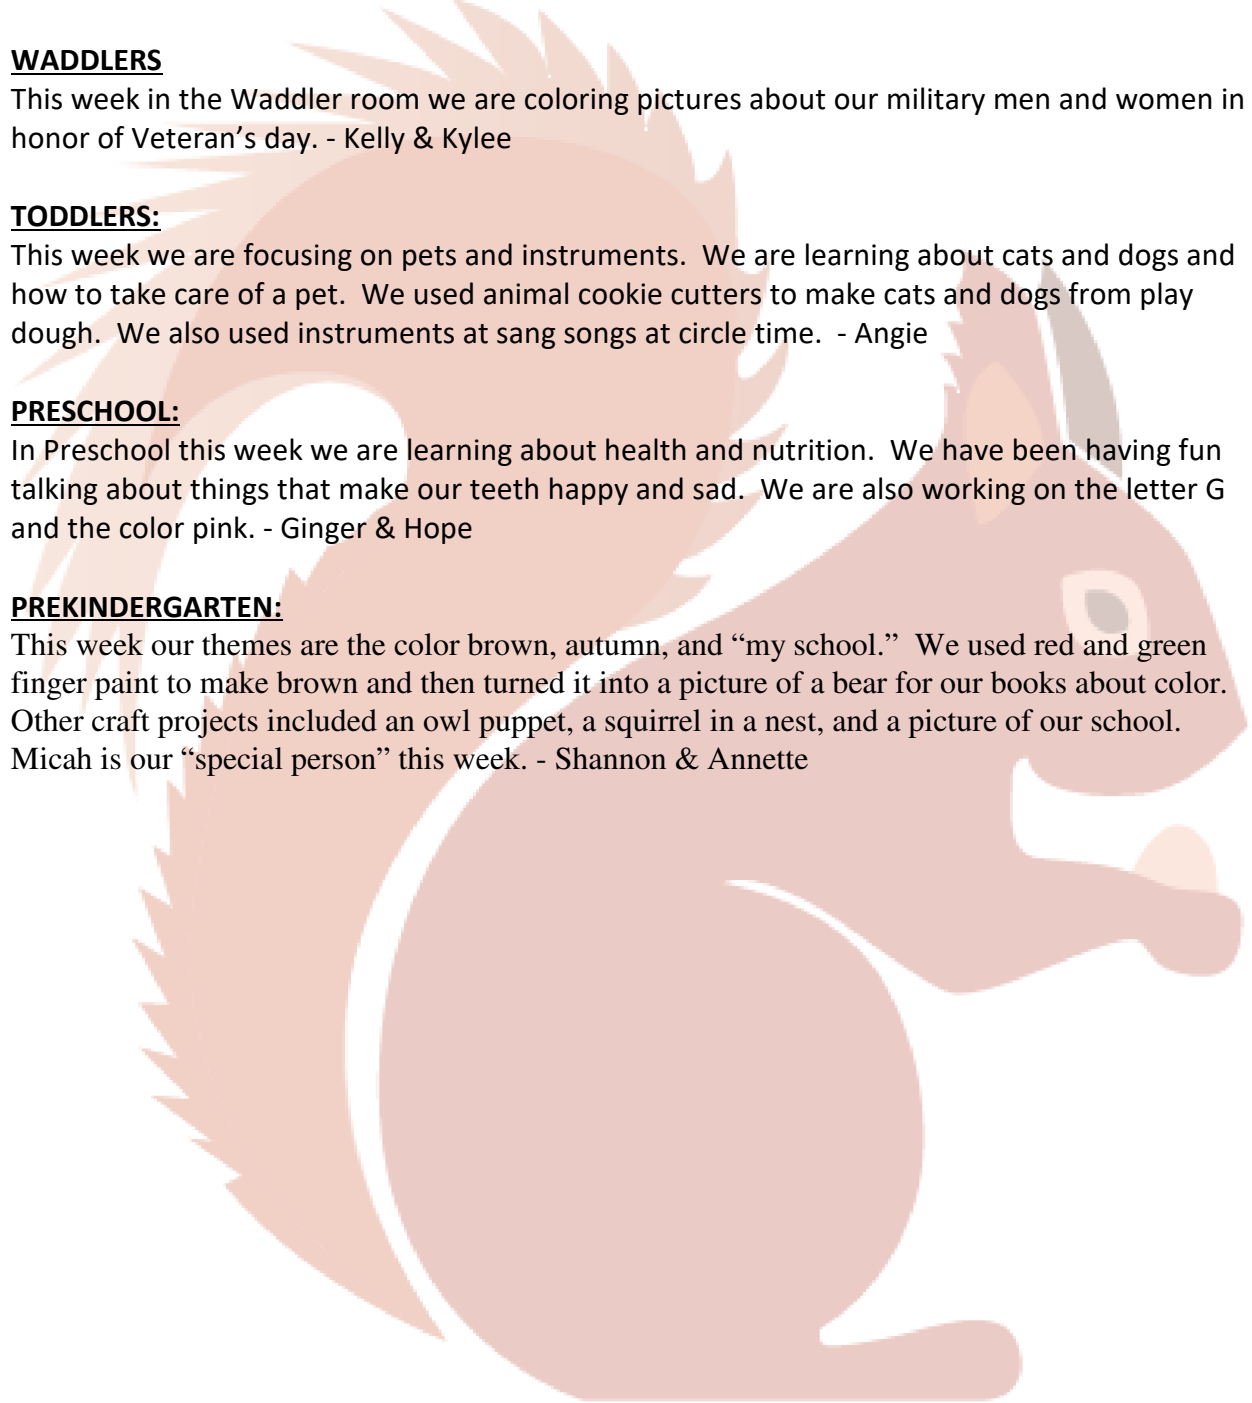 WADDLERS
This week in the Waddler room we are coloring pictures about our military men and women in
honor of Veteran’s day. - Kelly & Kylee
TODDLERS:
This week we are focusing on pets and instruments.  We are learning about cats and dogs and
how to take care of a pet.  We used animal cookie cutters to make cats and dogs from play
dough.  We also used instruments at sang songs at circle time.  - Angie
PRESCHOOL:
In Preschool this week we are learning about health and nutrition.  We have been having fun
talking about things that make our teeth happy and sad.  We are also working on the letter G
and the color pink. - Ginger & Hope
PREKINDERGARTEN:
This week our themes are the color brown, autumn, and “my school.”  We used red and green
finger paint to make brown and then turned it into a picture of a bear for our books about color.
Other craft projects included an owl puppet, a squirrel in a nest, and a picture of our school.
Micah is our “special person” this week. - Shannon & Annette